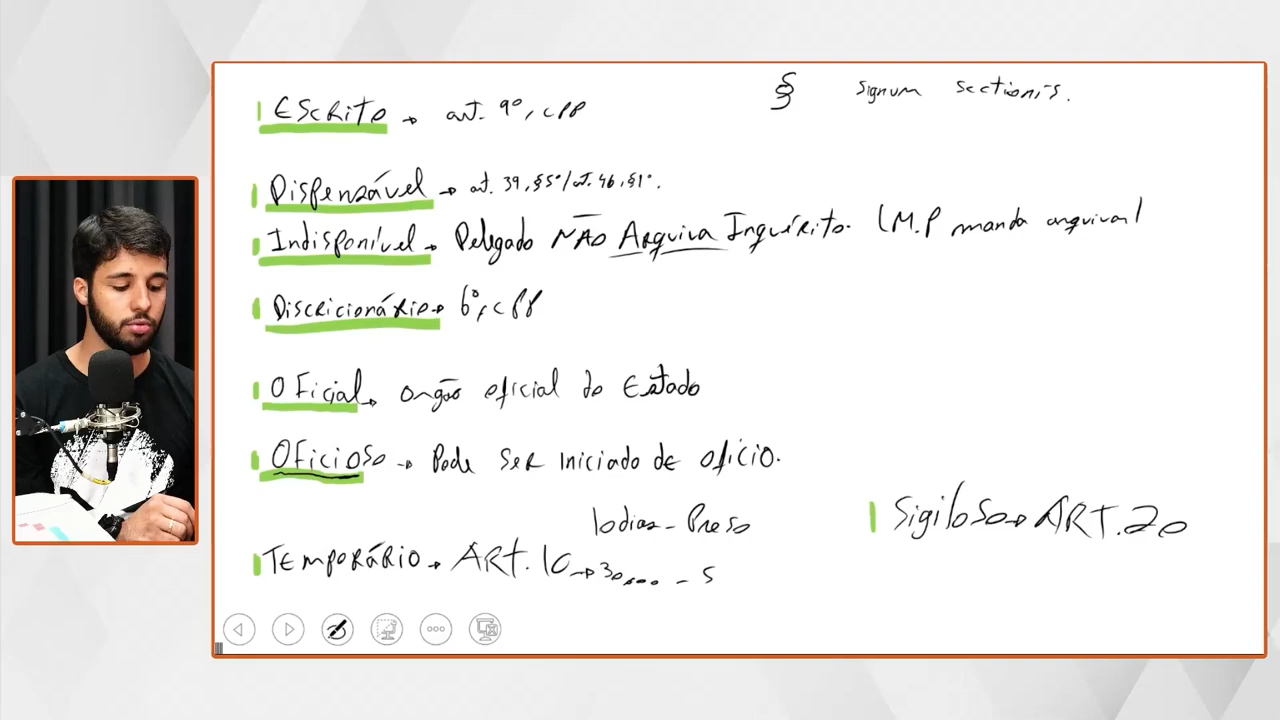 Escrito → art. 9º, CPP
§ signum sectionis.
Dispensável → art. 39, §5º/art. 46, §1º.
Indisponível → Delegado NÃO Arquiva Inquérito. (M.P manda arquivar)
Discricionário → 6º, CPP
Oficial → orgão oficial do Estado
Oficioso → Pode ser iniciado de ofício.
10 dias - Preso
Sigiloso → ART. 20
Temporário → ART. 10 → 30 - S